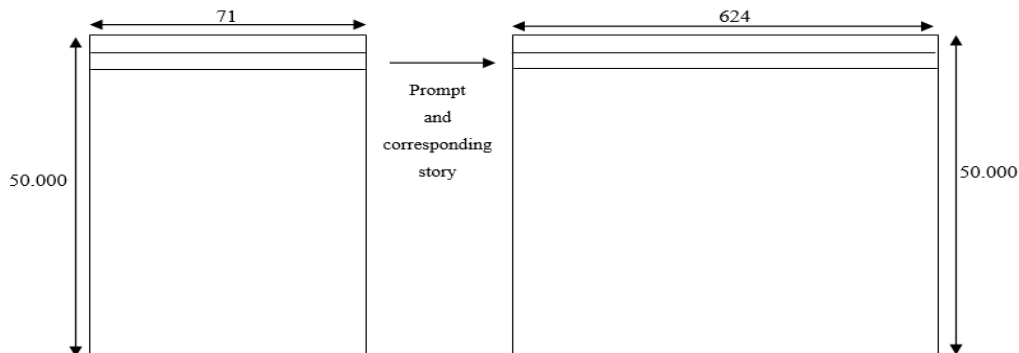 71
624
Prompt
and
corresponding
story
50.000
50.000